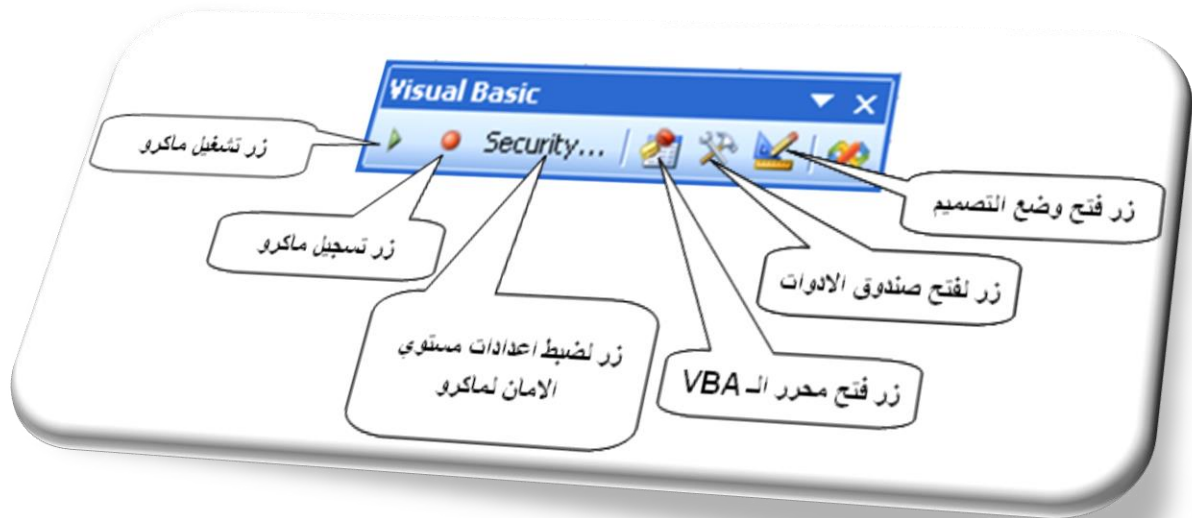 Visual Basic
Security...
زر تشغيل ماكرو
زر تسجيل ماكرو
زر لضبط اعدادات مستوي
الامان لماكرو
زر فتح محرر الـ VBA
زر لفتح صندوق الادوات
زر فتح وضع التصميم